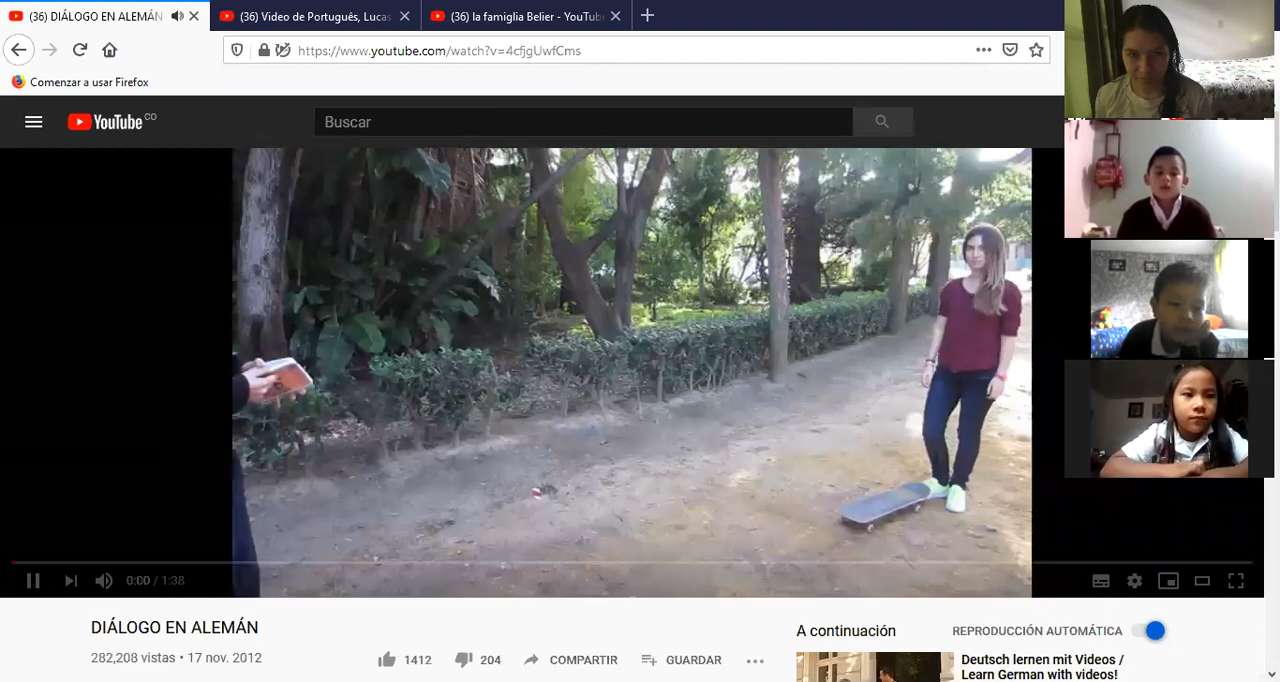 (36) DIÁLOGO EN ALEMÁN
(36) Video de Português, Lucas
(36) la famiglia Belier - YouTub
https://www.youtube.com/watch?v=4cfjgUwfCms
Comenzar a usar Firefox
YouTube CO
Buscar
0:00 / 1:38
DIÁLOGO EN ALEMÁN
282,208 vistas • 17 nov. 2012
1412
204
COMPARTIR
GUARDAR
A continuación
REPRODUCCIÓN AUTOMÁTICA
Deutsch lernen mit Videos /
Learn German with videos!